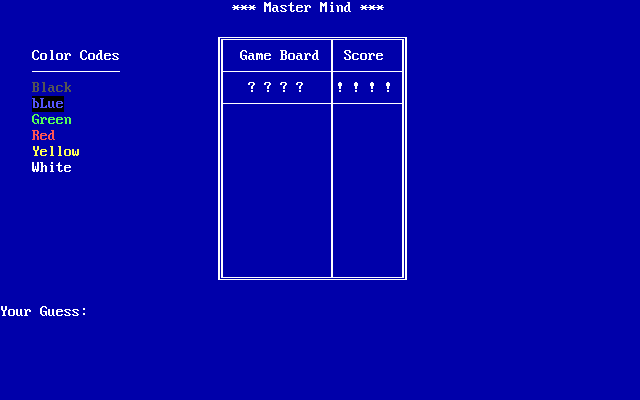 *** Master Mind ***
Color Codes
Game Board Score
Black
? ? ? ? ! ! ! !
bLue
Green
Red
Yellow
White
Your Guess: